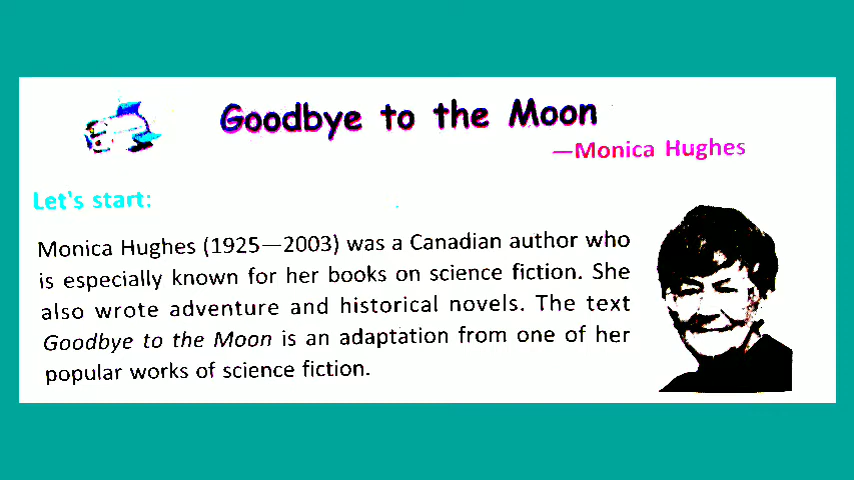 Goodbye to the Moon
—Monica Hughes
Let's start:
Monica Hughes (1925—2003) was a Canadian author who
is especially known for her books on science fiction. She
also wrote adventure and historical novels. The text
Goodbye to the Moon is an adaptation from one of her
popular works of science fiction.